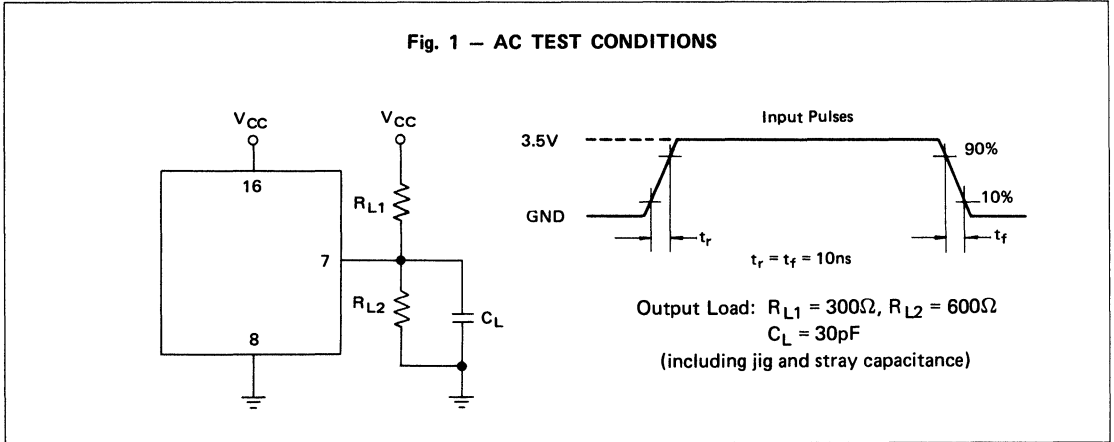 Fig. 1 — AC TEST CONDITIONS
VCC
VCC
16
RL1
7
RL2
CL
8
Input Pulses
3.5V
90%
10%
GND
tr
tf
tr = tf = 10ns
Output Load: RL1 = 300Ω, RL2 = 600Ω
CL = 30pF
(including jig and stray capacitance)